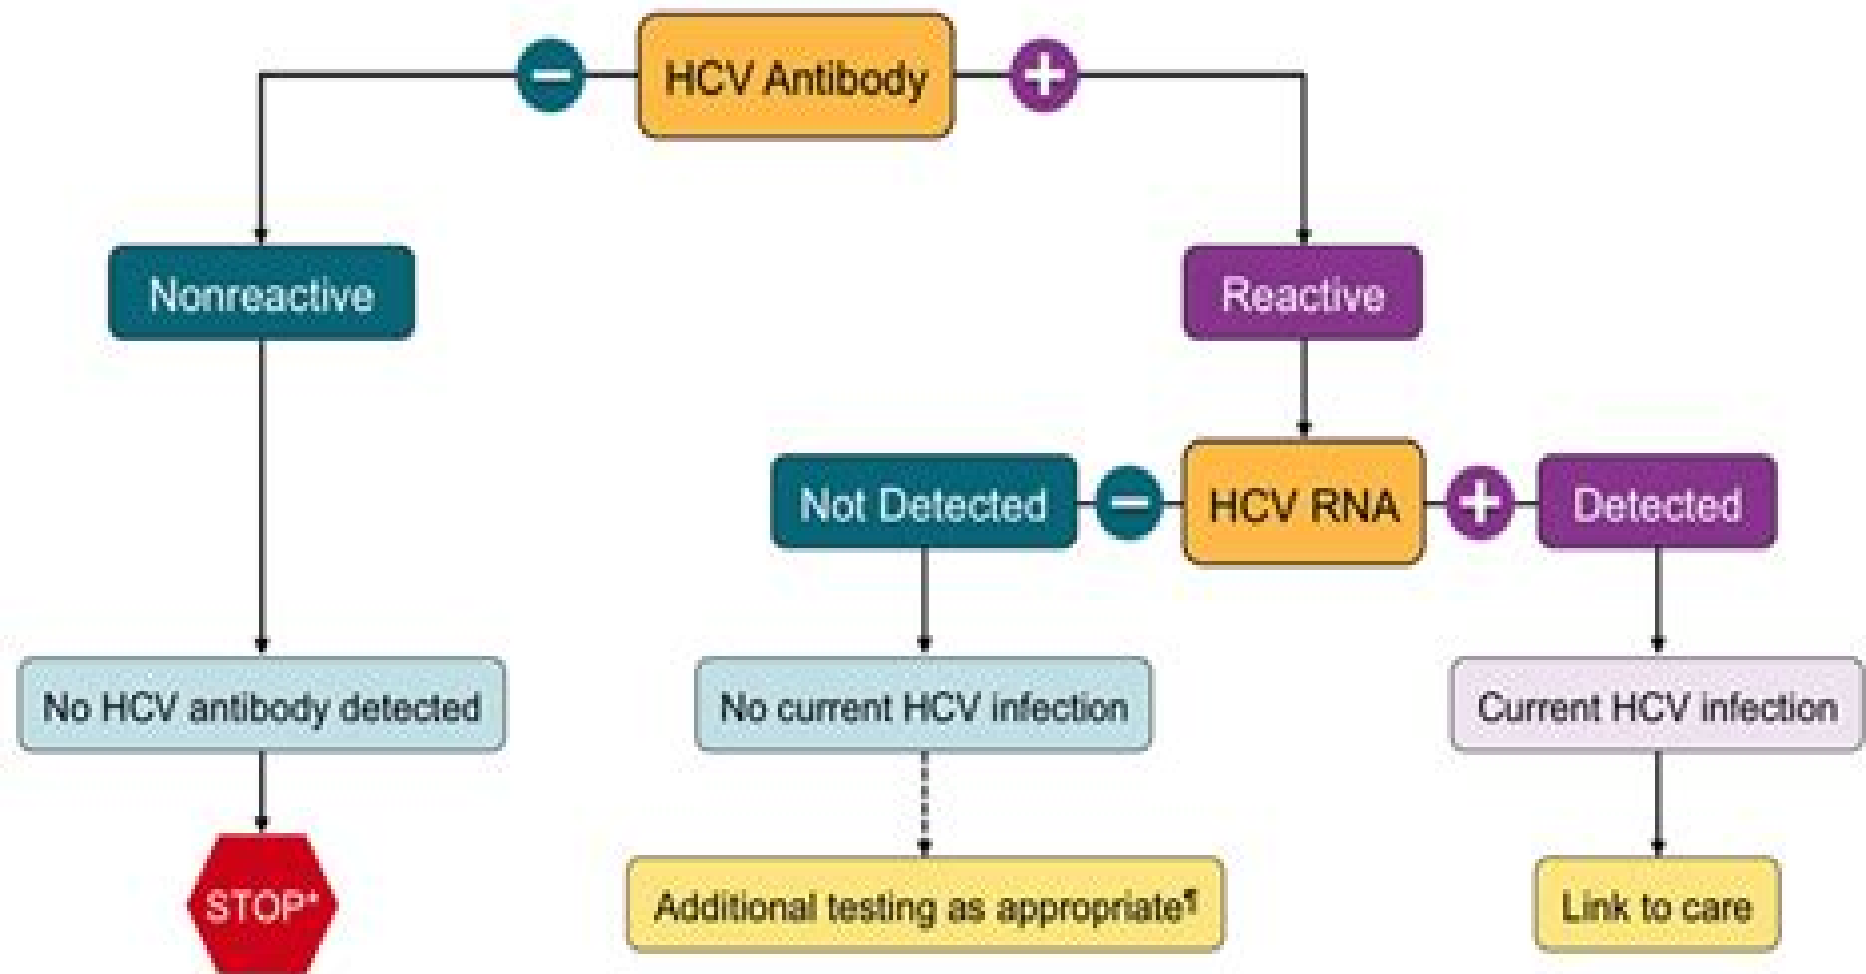 HCV Antibody
Nonreactive
Reactive
Not Detected
HCV RNA
Detected
No HCV antibody detected
No current HCV infection
Current HCV infection
STOP*
Additional testing as appropriate¶
Link to care